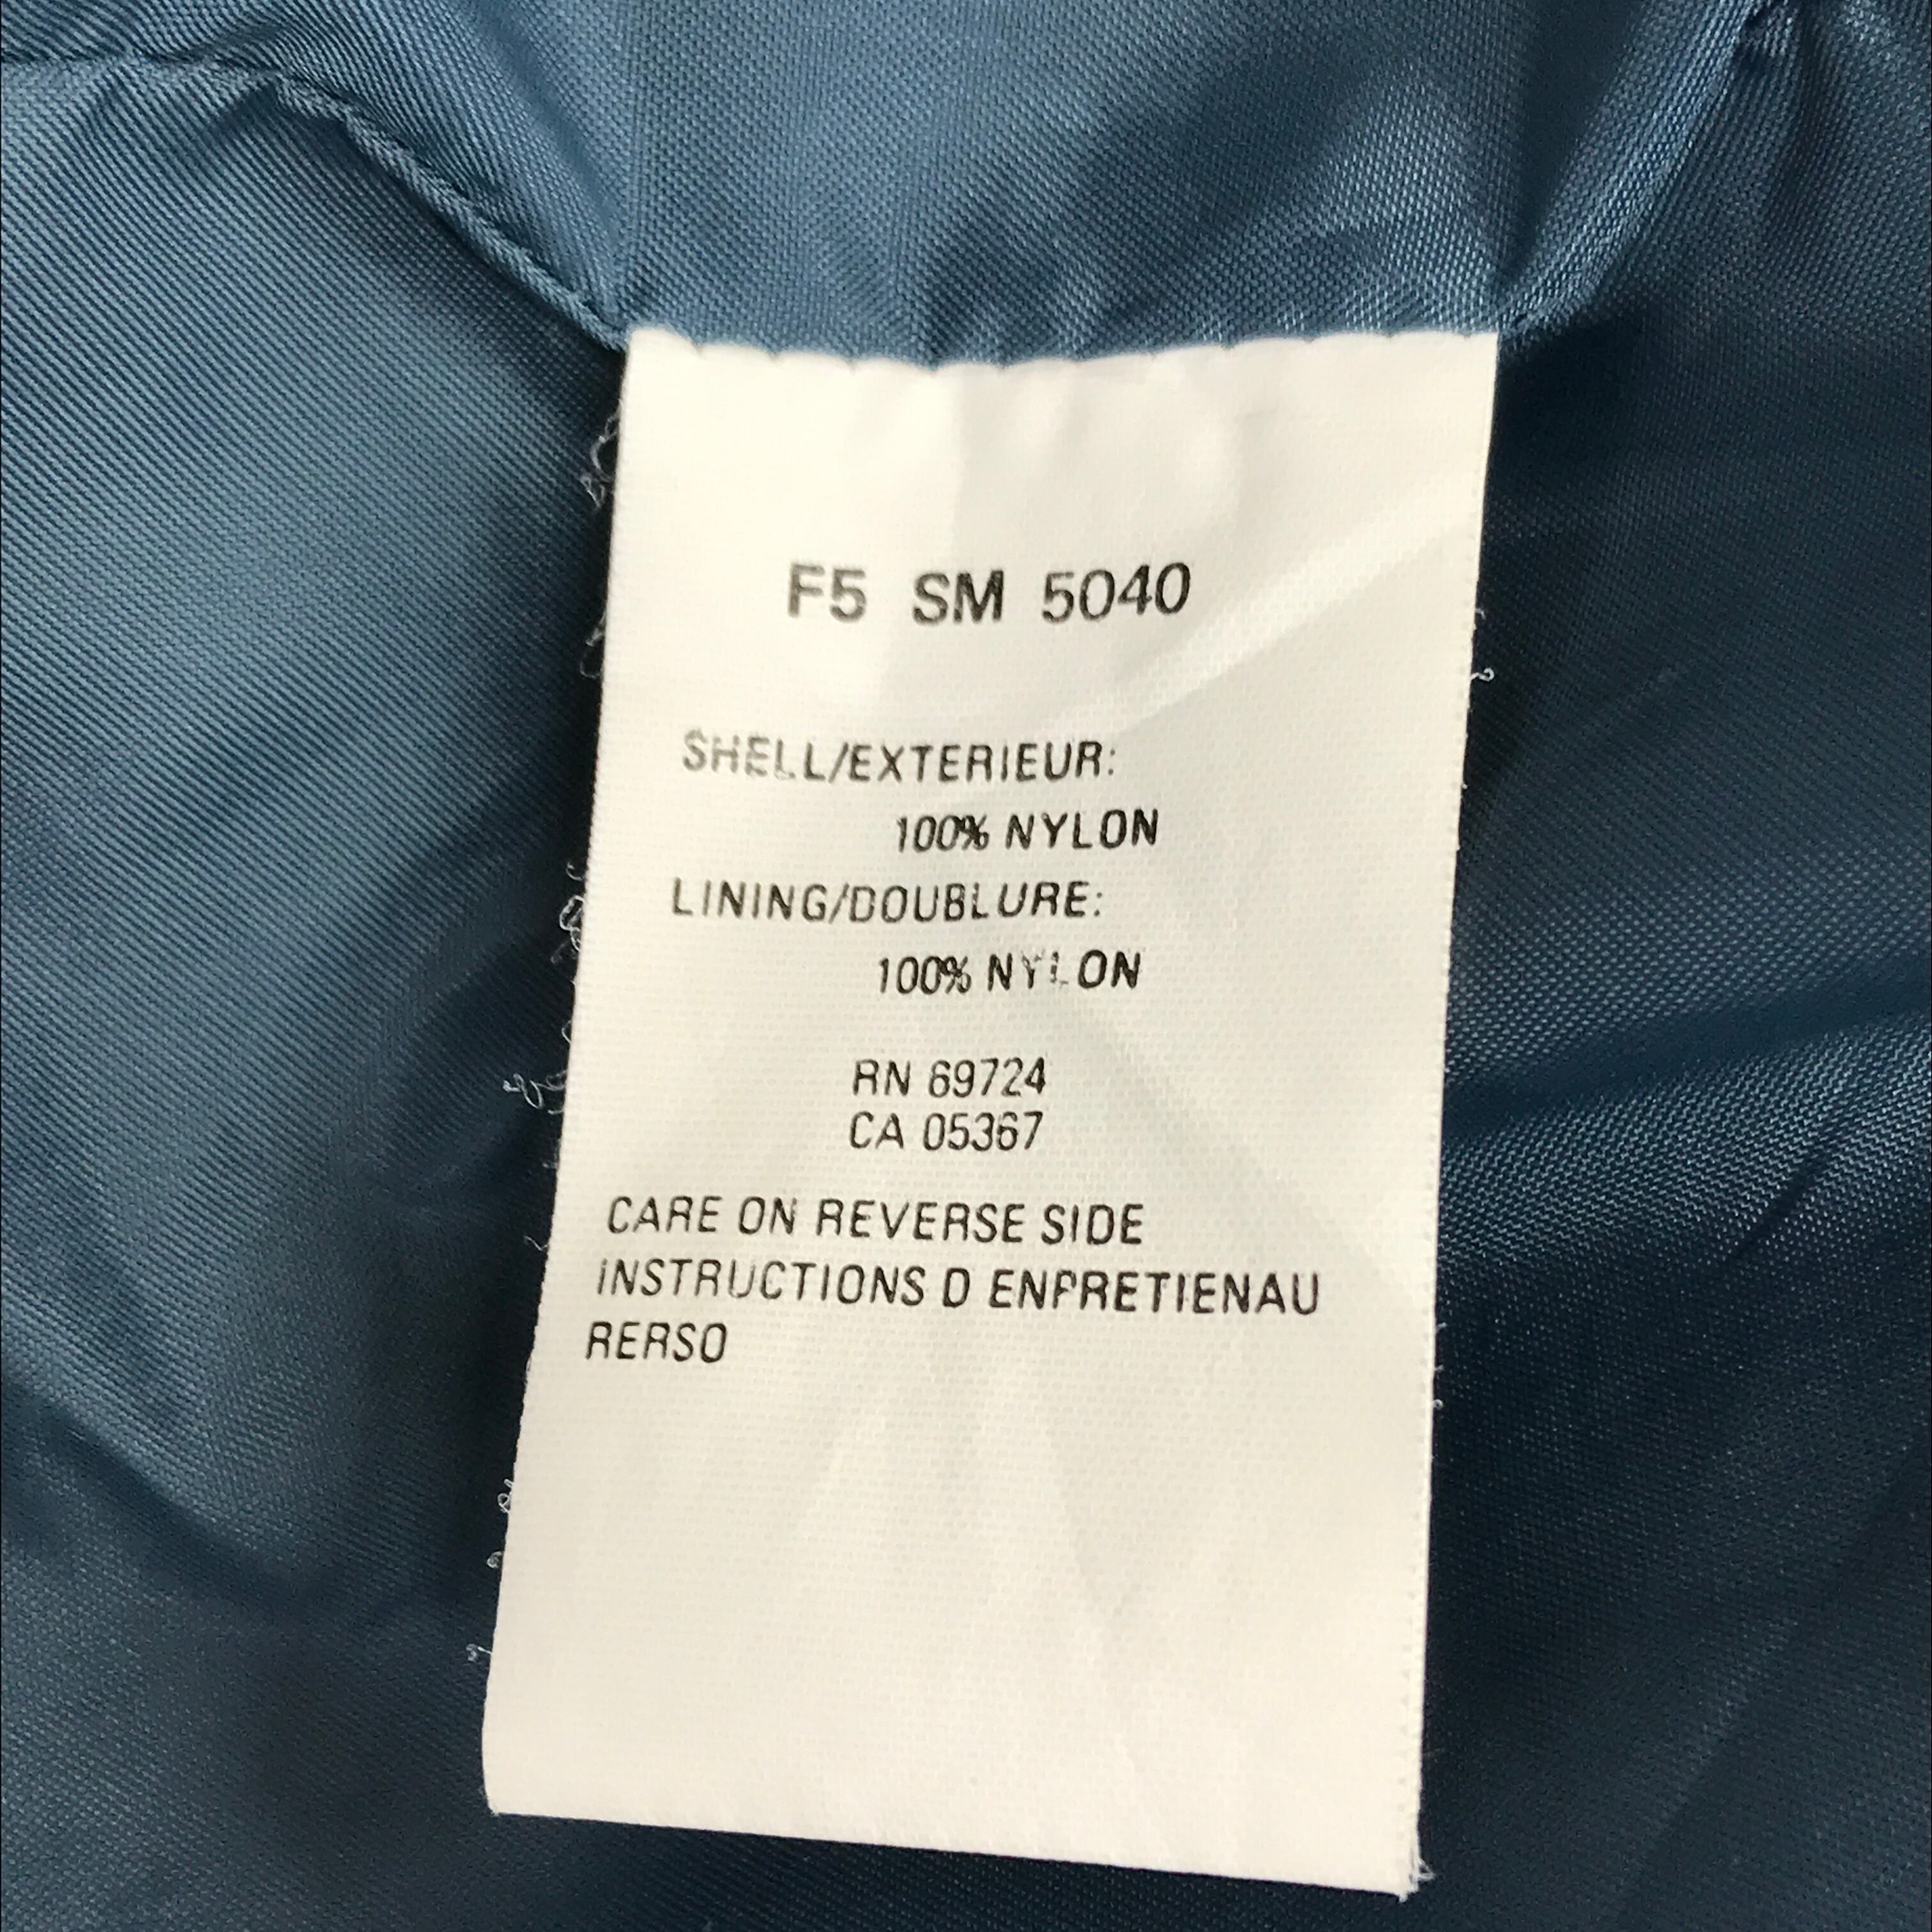 F5 SM 5040
SHELL/EXTERIEUR:
100% NYLON
LINING/DOUBLURE:
100% NYLON
RN 69724
CA 05367
CARE ON REVERSE SIDE
INSTRUCTIONS D ENPRETIENAU
RERSO